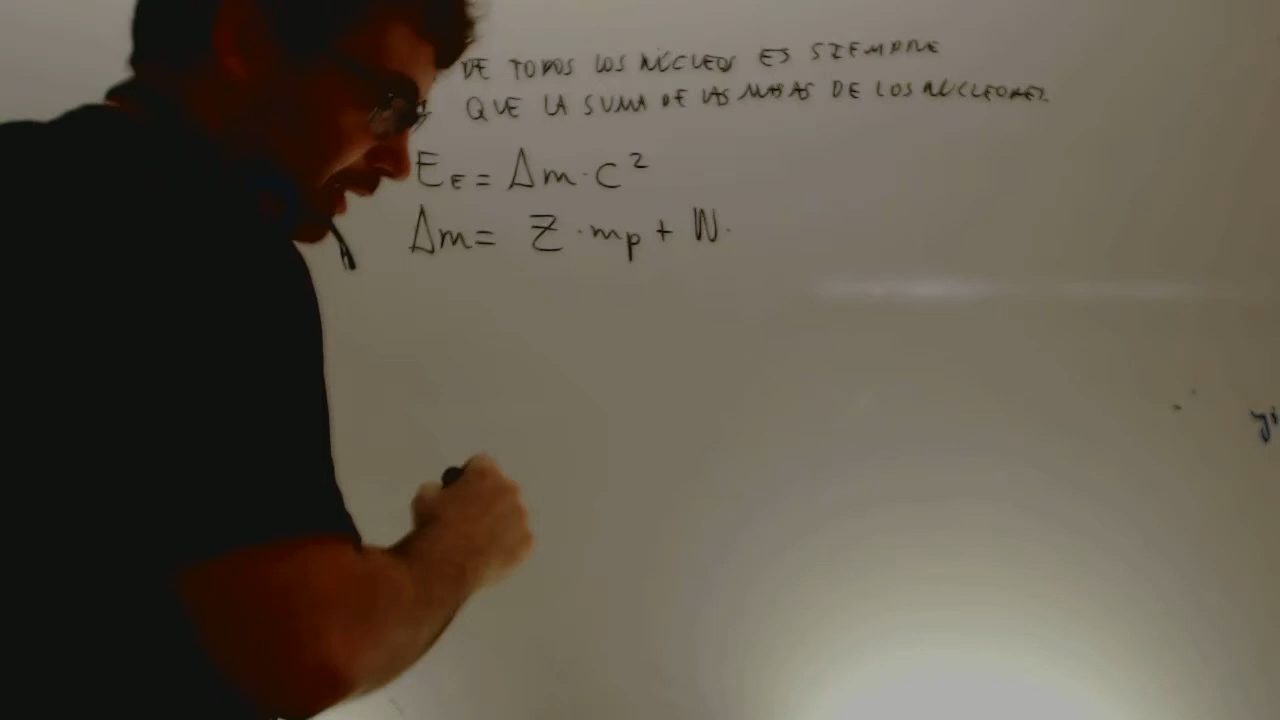 DE TODOS LOS NÚCLEOS ES SIEMPRE
QUE LA SUMA DE LAS MASAS DE LOS NUCLEONES.
E_E = Δm · c²
Δm = Z · mp + N ·
yi